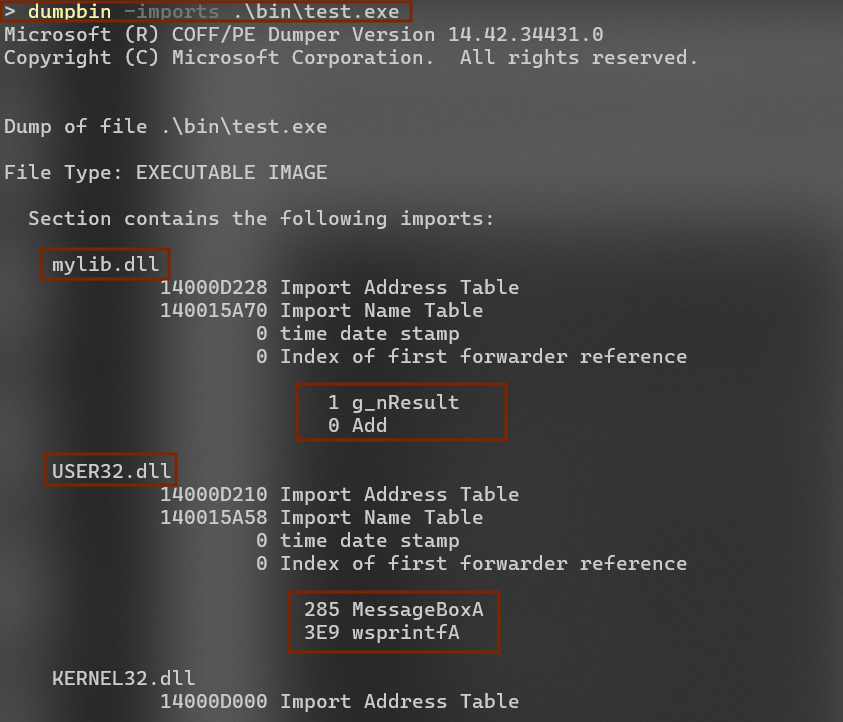 > dumpbin -imports .\bin\test.exe
Microsoft (R) COFF/PE Dumper Version 14.42.34431.0
Copyright (C) Microsoft Corporation.  All rights reserved.
Dump of file .\bin\test.exe
File Type: EXECUTABLE IMAGE
Section contains the following imports:
mylib.dll
14000D228 Import Address Table
140015A70 Import Name Table
0 time date stamp
0 Index of first forwarder reference
1 g_nResult
0 Add
USER32.dll
14000D210 Import Address Table
140015A58 Import Name Table
0 time date stamp
0 Index of first forwarder reference
285 MessageBoxA
3E9 wsprintfA
KERNEL32.dll
14000D000 Import Address Table